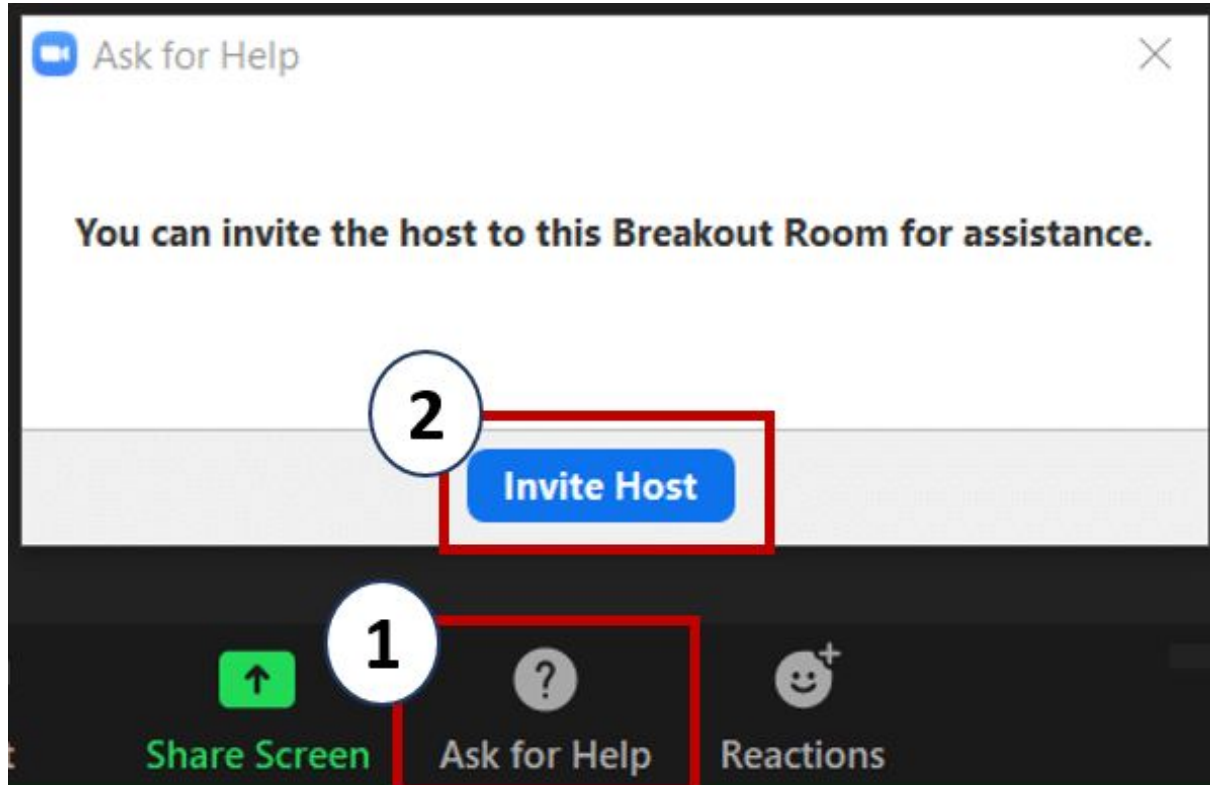 Ask for Help
You can invite the host to this Breakout Room for assistance.
2
Invite Host
1
Share Screen
Ask for Help
Reactions